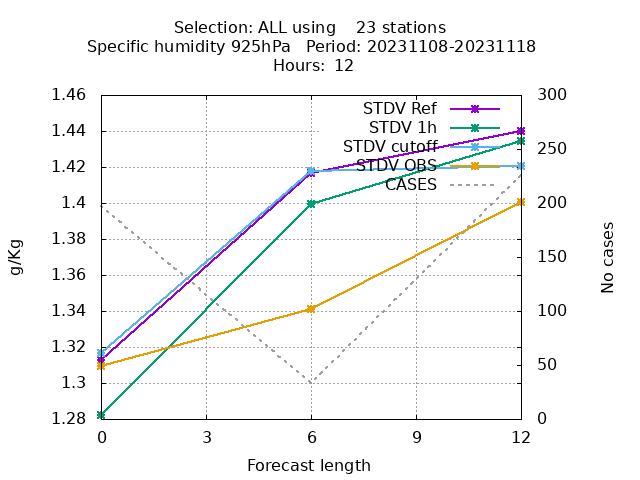 Selection: ALL using    23 stations
Specific humidity 925hPa   Period: 20231108-20231118
Hours: 12
1.46
1.44
1.42
1.4
1.38
1.36
1.34
1.32
1.3
1.28
g/Kg
STDV Ref
STDV 1h
STDV cutoff
STDV OBS
CASES
300
250
200
150
100
50
0
No cases
0 3 6 9 12
Forecast length